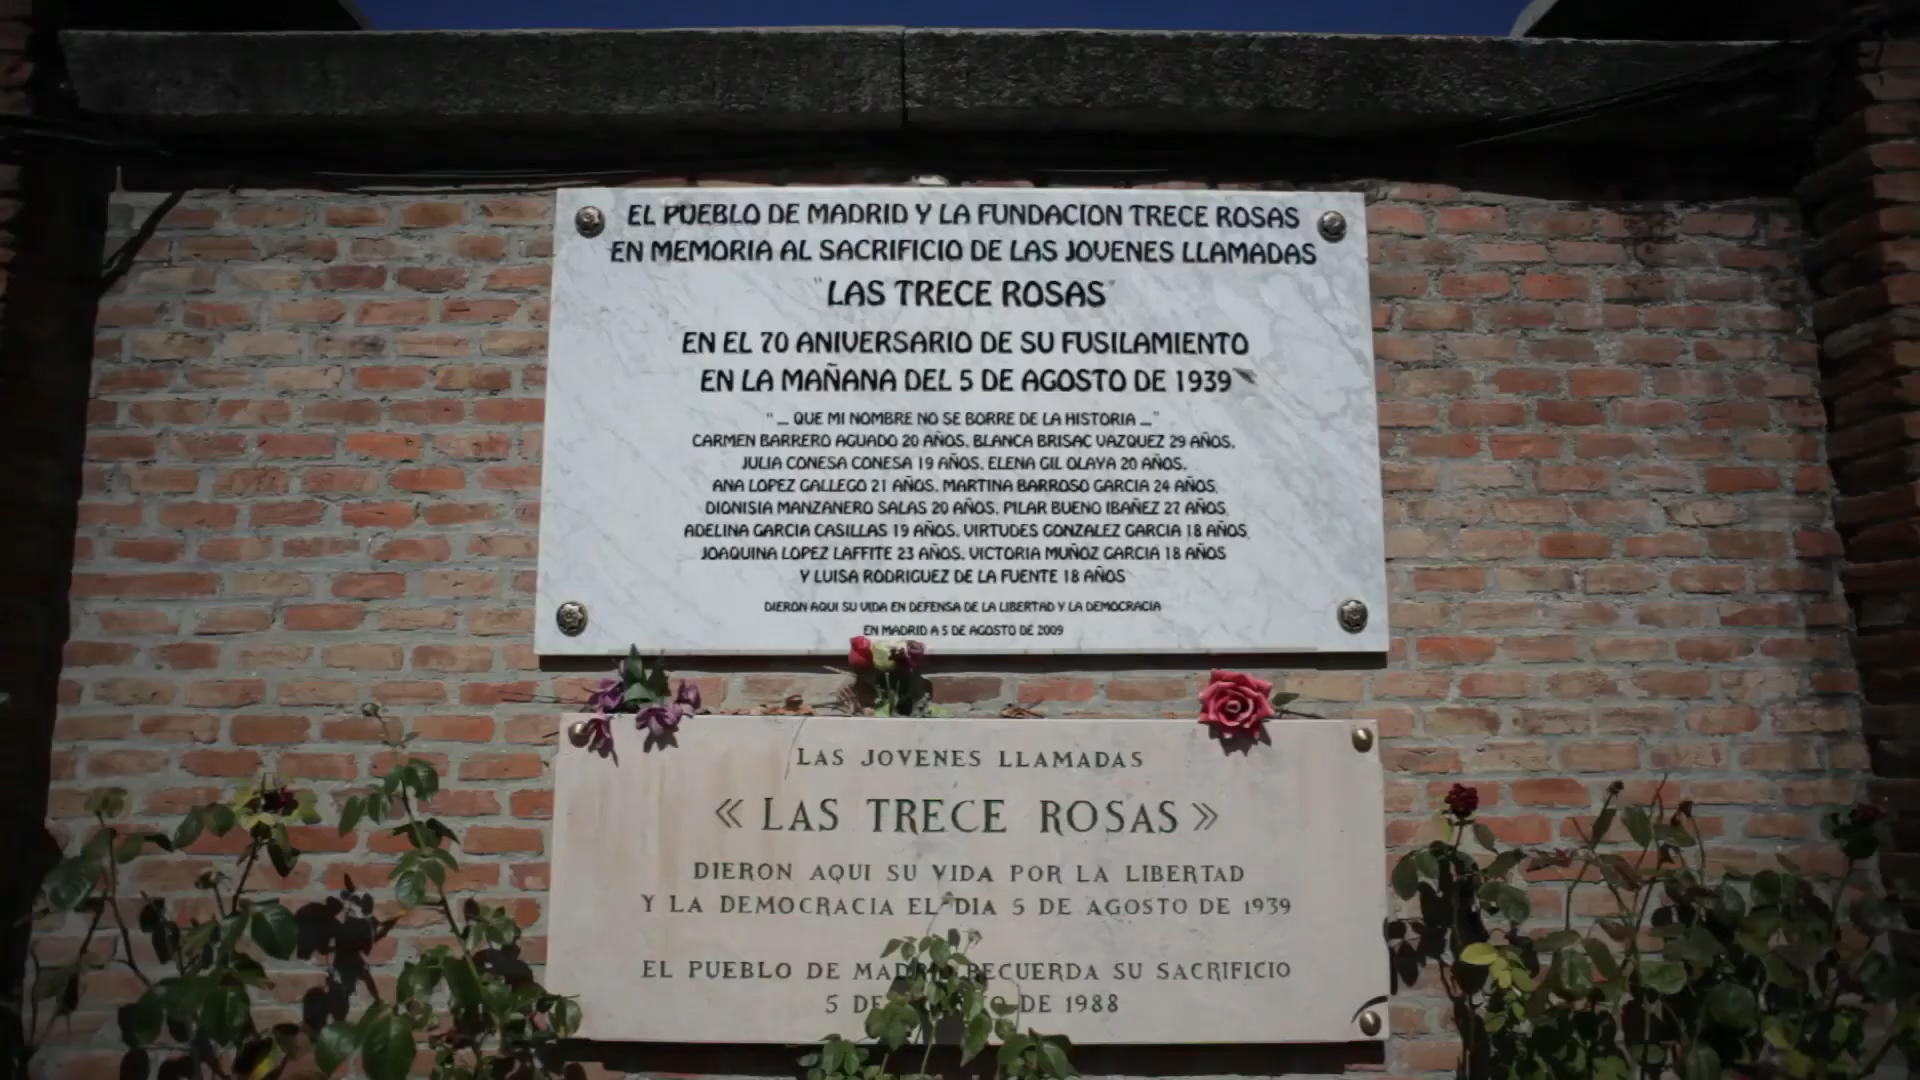 EL PUEBLO DE MADRID Y LA FUNDACION TRECE ROSAS
EN MEMORIA AL SACRIFICIO DE LAS JOVENES LLAMADAS
"LAS TRECE ROSAS"
EN EL 70 ANIVERSARIO DE SU FUSILAMIENTO
EN LA MAÑANA DEL 5 DE AGOSTO DE 1939
"... QUE MI NOMBRE NO SE BORRE DE LA HISTORIA ..."
CARMEN BARRERO AGUADO 20 AÑOS, BLANCA BRISAC VAZQUEZ 29 AÑOS,
JULIA CONESA CONESA 19 AÑOS, ELENA GIL OLAYA 20 AÑOS,
ANA LOPEZ GALLEGO 21 AÑOS, MARTINA BARROSO GARCIA 24 AÑOS,
DIONISIA MANZANERO SALAS 20 AÑOS, PILAR BUENO IBAÑEZ 27 AÑOS,
ADELINA GARCIA CASILLAS 19 AÑOS, VIRTUDES GONZALEZ GARCIA 18 AÑOS,
JOAQUINA LOPEZ LAFFITE 23 AÑOS, VICTORIA MUÑOZ GARCIA 18 AÑOS
Y LUISA RODRIGUEZ DE LA FUENTE 18 AÑOS
DIERON AQUI SU VIDA EN DEFENSA DE LA LIBERTAD Y LA DEMOCRACIA
EN MADRID A 5 DE AGOSTO DE 2009
LAS JOVENES LLAMADAS
«LAS TRECE ROSAS»
DIERON AQUI SU VIDA POR LA LIBERTAD
Y LA DEMOCRACIA EL DIA 5 DE AGOSTO DE 1939
EL PUEBLO DE MADRID RECUERDA SU SACRIFICIO
5 DE DE 1988